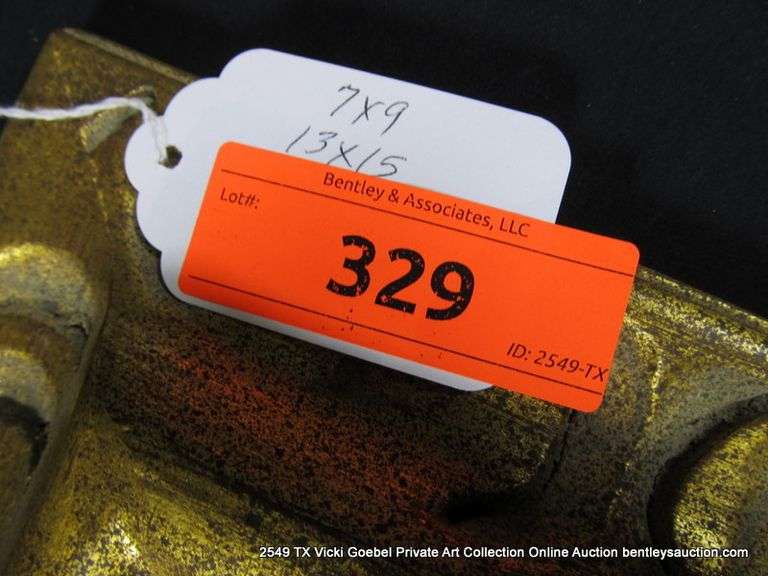 7x9
13x15
Bentley & Associates, LLC
Lot#:
329
ID: 2549-TX
2549 TX Vicki Goebel Private Art Collection Online Auction bentleysauction.com